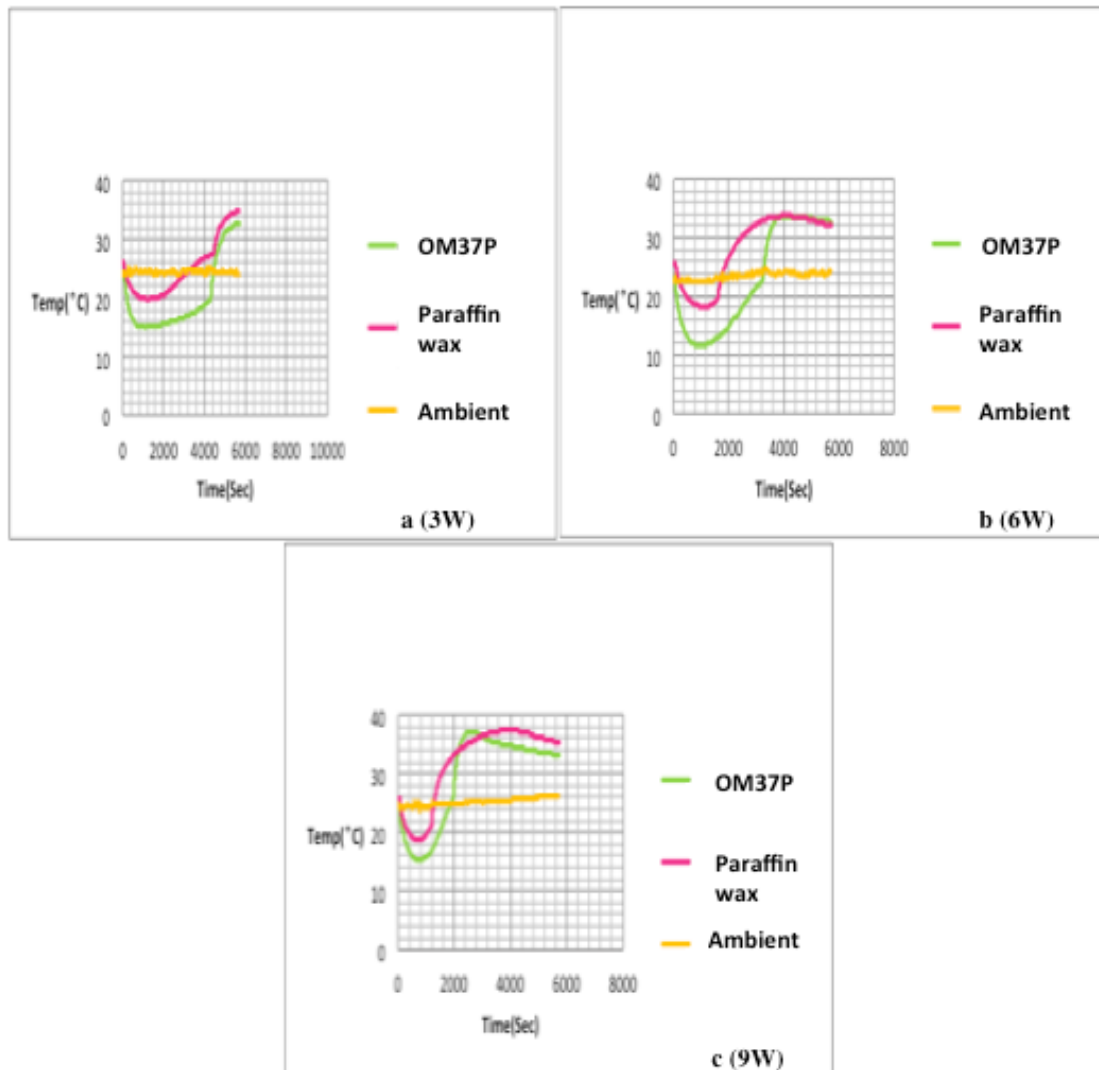 40
30
Temp(°C) 20
10
0
0 2000 4000 6000 8000 10000
Time(Sec)
OM37P
Paraffin
wax
Ambient
a (3W)
40
30
Temp(°C) 20
10
0
0 2000 4000 6000 8000
Time(Sec)
OM37P
Paraffin
wax
Ambient
b (6W)
40
30
Temp(°C) 20
10
0
0 2000 4000 6000 8000
Time(Sec)
OM37P
Paraffin
wax
Ambient
c (9W)